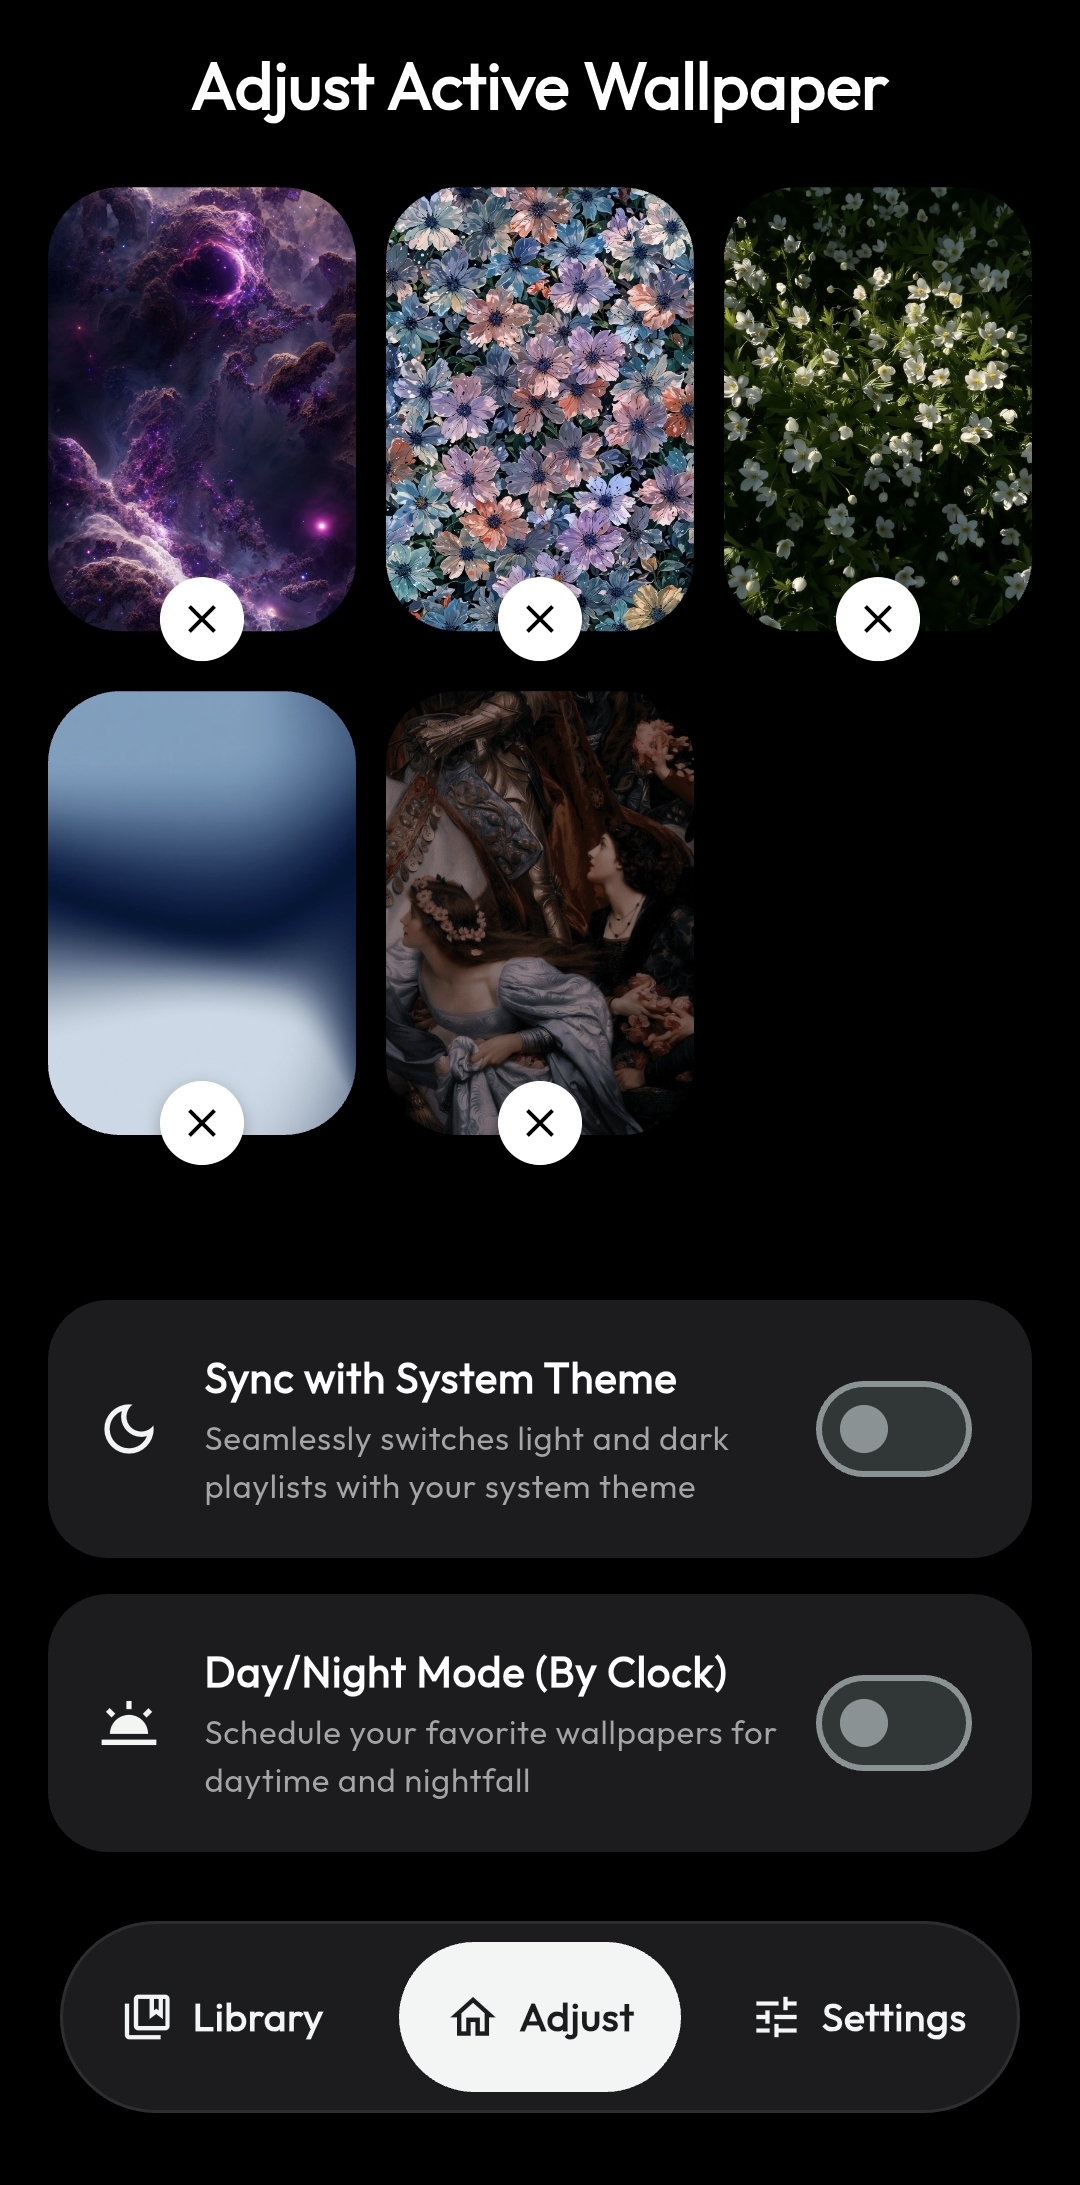 Adjust Active Wallpaper
Sync with System Theme
Seamlessly switches light and dark
playlists with your system theme
Day/Night Mode (By Clock)
Schedule your favorite wallpapers for
daytime and nightfall
Library
Adjust
Settings